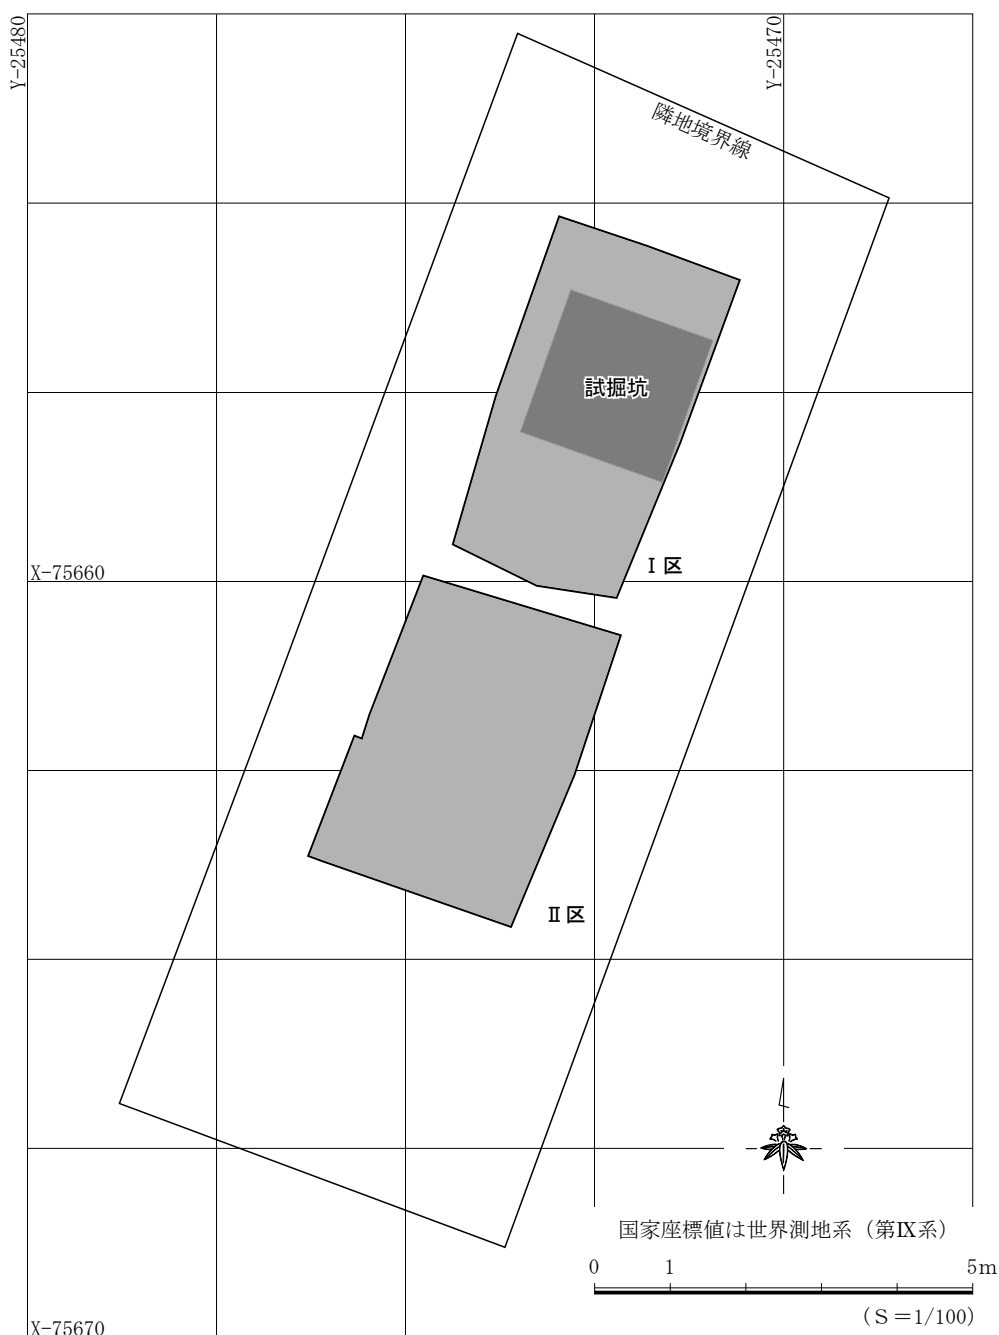 Y-25480
Y-25470
隣地境界線
試掘坑
Ⅰ区
X-75660
Ⅱ区
国家座標値は世界測地系（第Ⅸ系）
0 1 5m
（Ｓ＝1/100）
X-75670